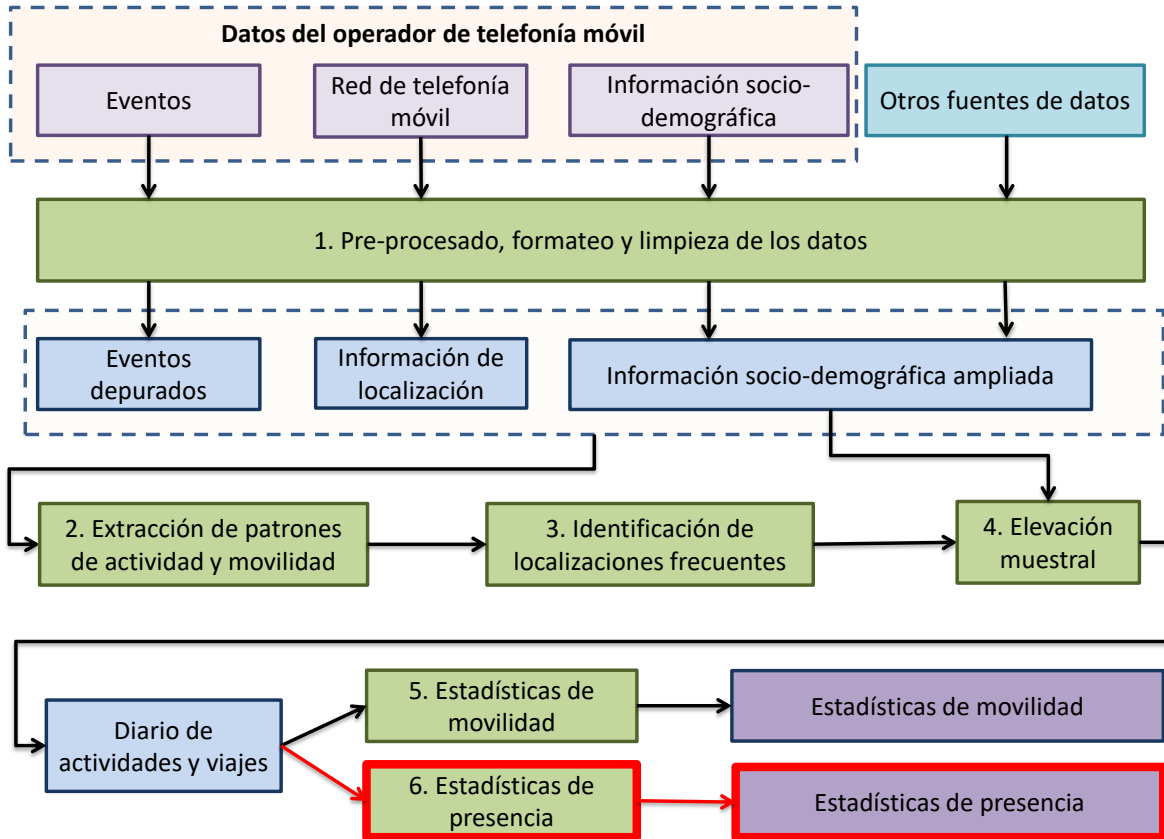 Datos del operador de telefonía móvil
Eventos
Red de telefonía
móvil
Información socio-
demográfica
Otros fuentes de datos
1. Pre-procesado, formateo y limpieza de los datos
Eventos
depurados
Información de
localización
Información socio-demográfica ampliada
2. Extracción de patrones
de actividad y movilidad
3. Identificación de
localizaciones frecuentes
4. Elevación
muestral
Diario de
actividades y viajes
5. Estadísticas de
movilidad
Estadísticas de movilidad
6. Estadísticas de
presencia
Estadísticas de presencia